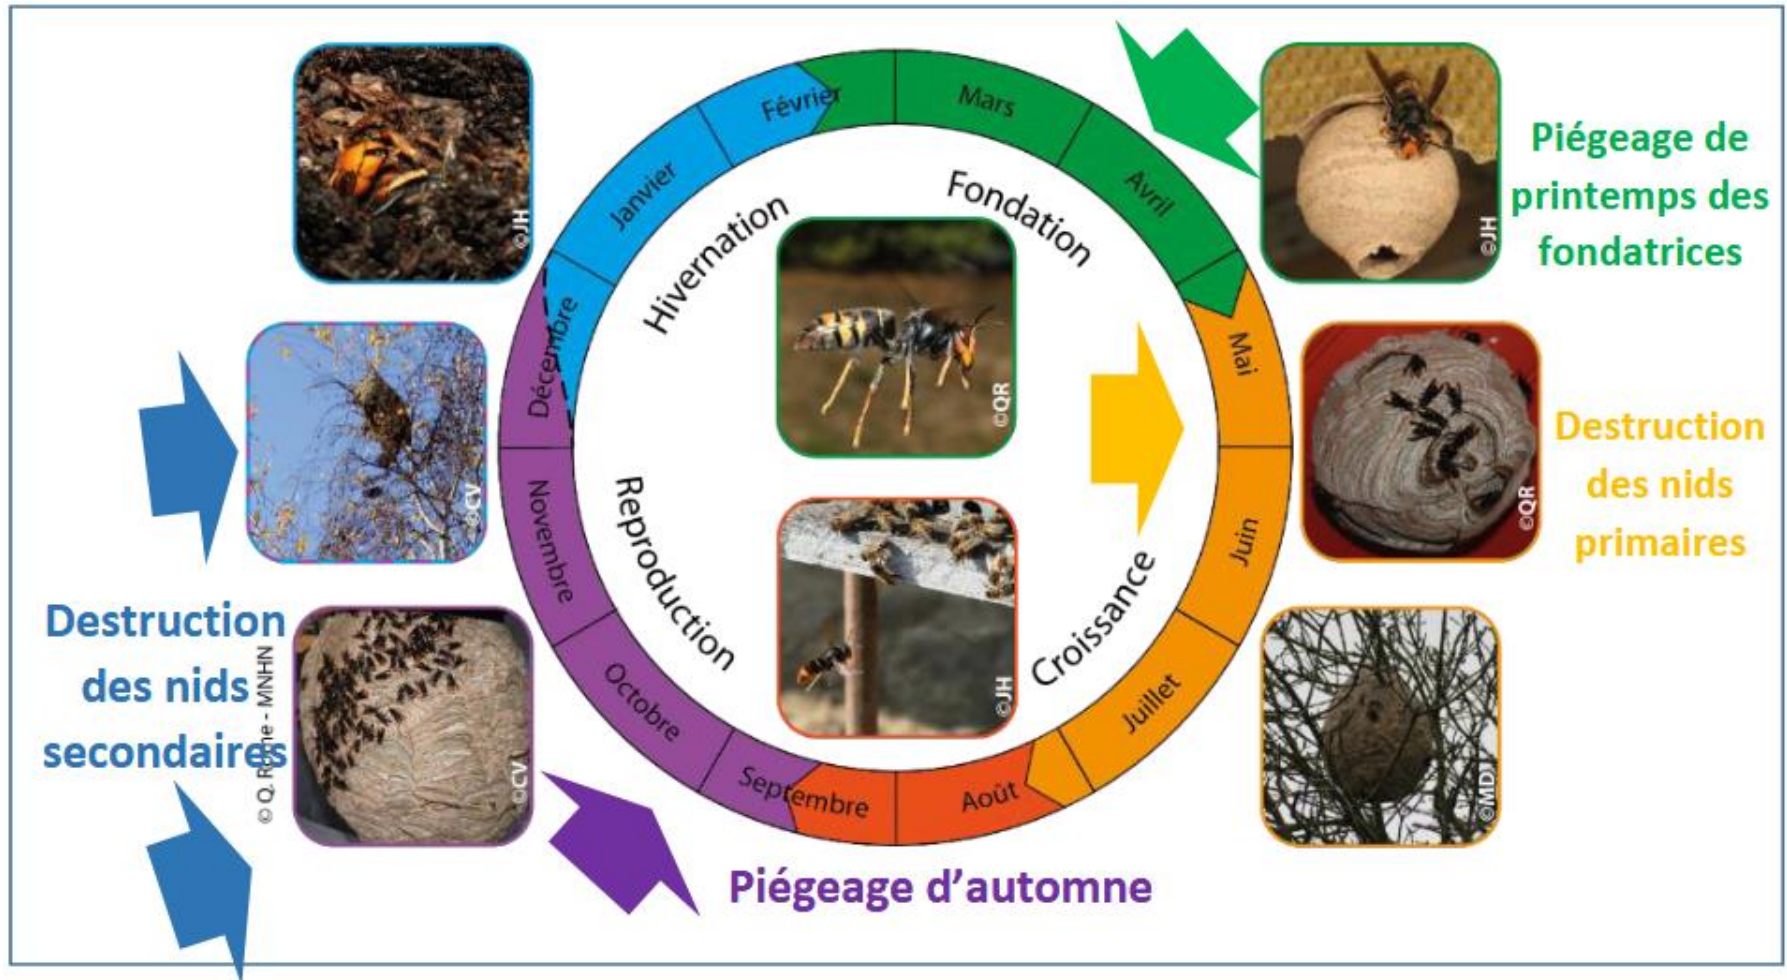 Février
Mars
Janvier
Avril
Décembre
Mai
Novembre
Juin
Octobre
Juillet
Septembre
Août
Hivernation
Fondation
Reproduction
Croissance
Piégeage de
printemps des
fondatrices
Destruction
des nids
primaires
Destruction
des nids
secondaires
Piégeage d’automne
©JH
©JH
©QR
©CV
©QR
©JH
©CV
©MDJ